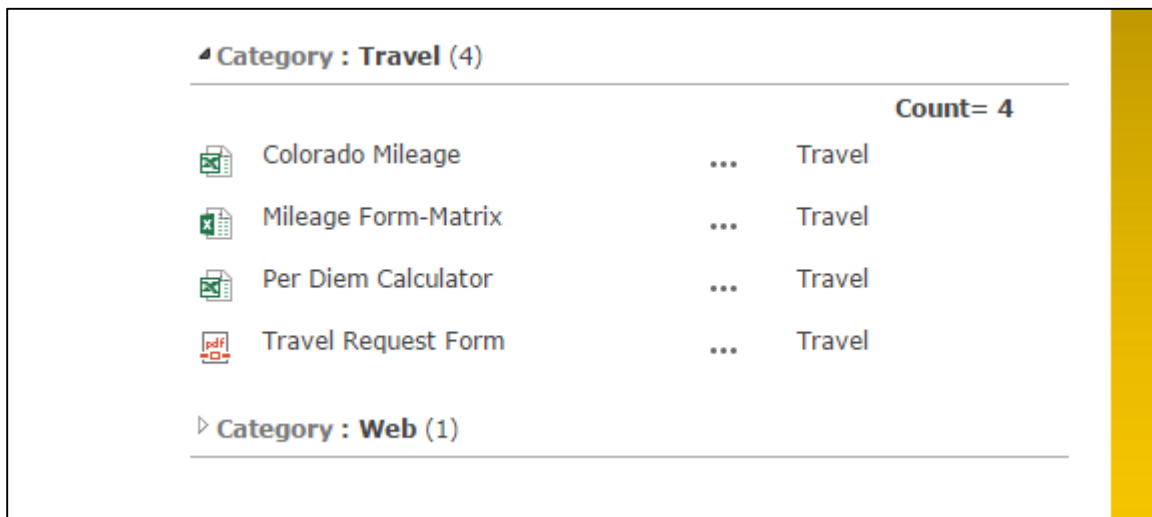 Category : Travel (4)
Count= 4
Colorado Mileage ... Travel
Mileage Form-Matrix ... Travel
Per Diem Calculator ... Travel
pdf Travel Request Form ... Travel
Category : Web (1)